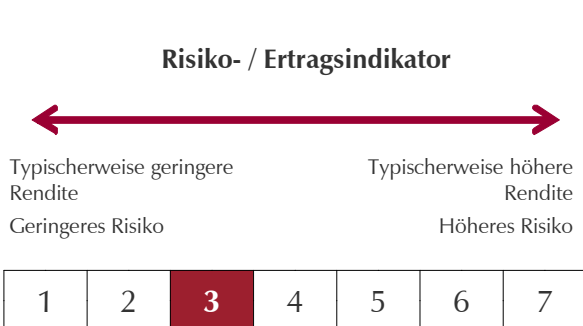 Risiko- / Ertragsindikator
Typischerweise geringere Rendite
Geringeres Risiko
Typischerweise höhere Rendite
Höheres Risiko
1 2 3 4 5 6 7